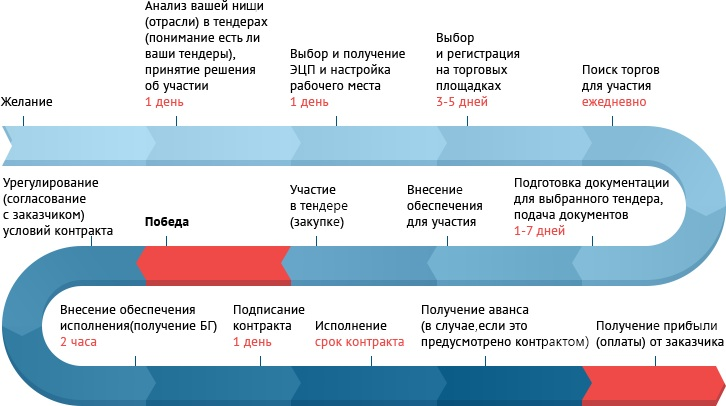 Желание
Анализ вашей ниши
(отрасли) в тендерах
(понимание есть ли
ваши тендеры),
принятие решения
об участии
1 день
Выбор и получение
ЭЦП и настройка
рабочего места
1 день
Выбор
и регистрация
на торговых
площадках
3-5 дней
Поиск торгов
для участия
ежедневно
Подготовка документации
для выбранного тендера,
подача документов
1-7 дней
Внесение
обеспечения
для участия
Участие
в тендере
(закупке)
Победа
Урегулирование
(согласование
с заказчиком)
условий контракта
Внесение обеспечения
исполнения(получение БГ)
2 часа
Подписание
контракта
1 день
Исполнение
срок контракта
Получение аванса
(в случае,если это
предусмотрено контрактом)
Получение прибыли
(оплаты) от заказчика